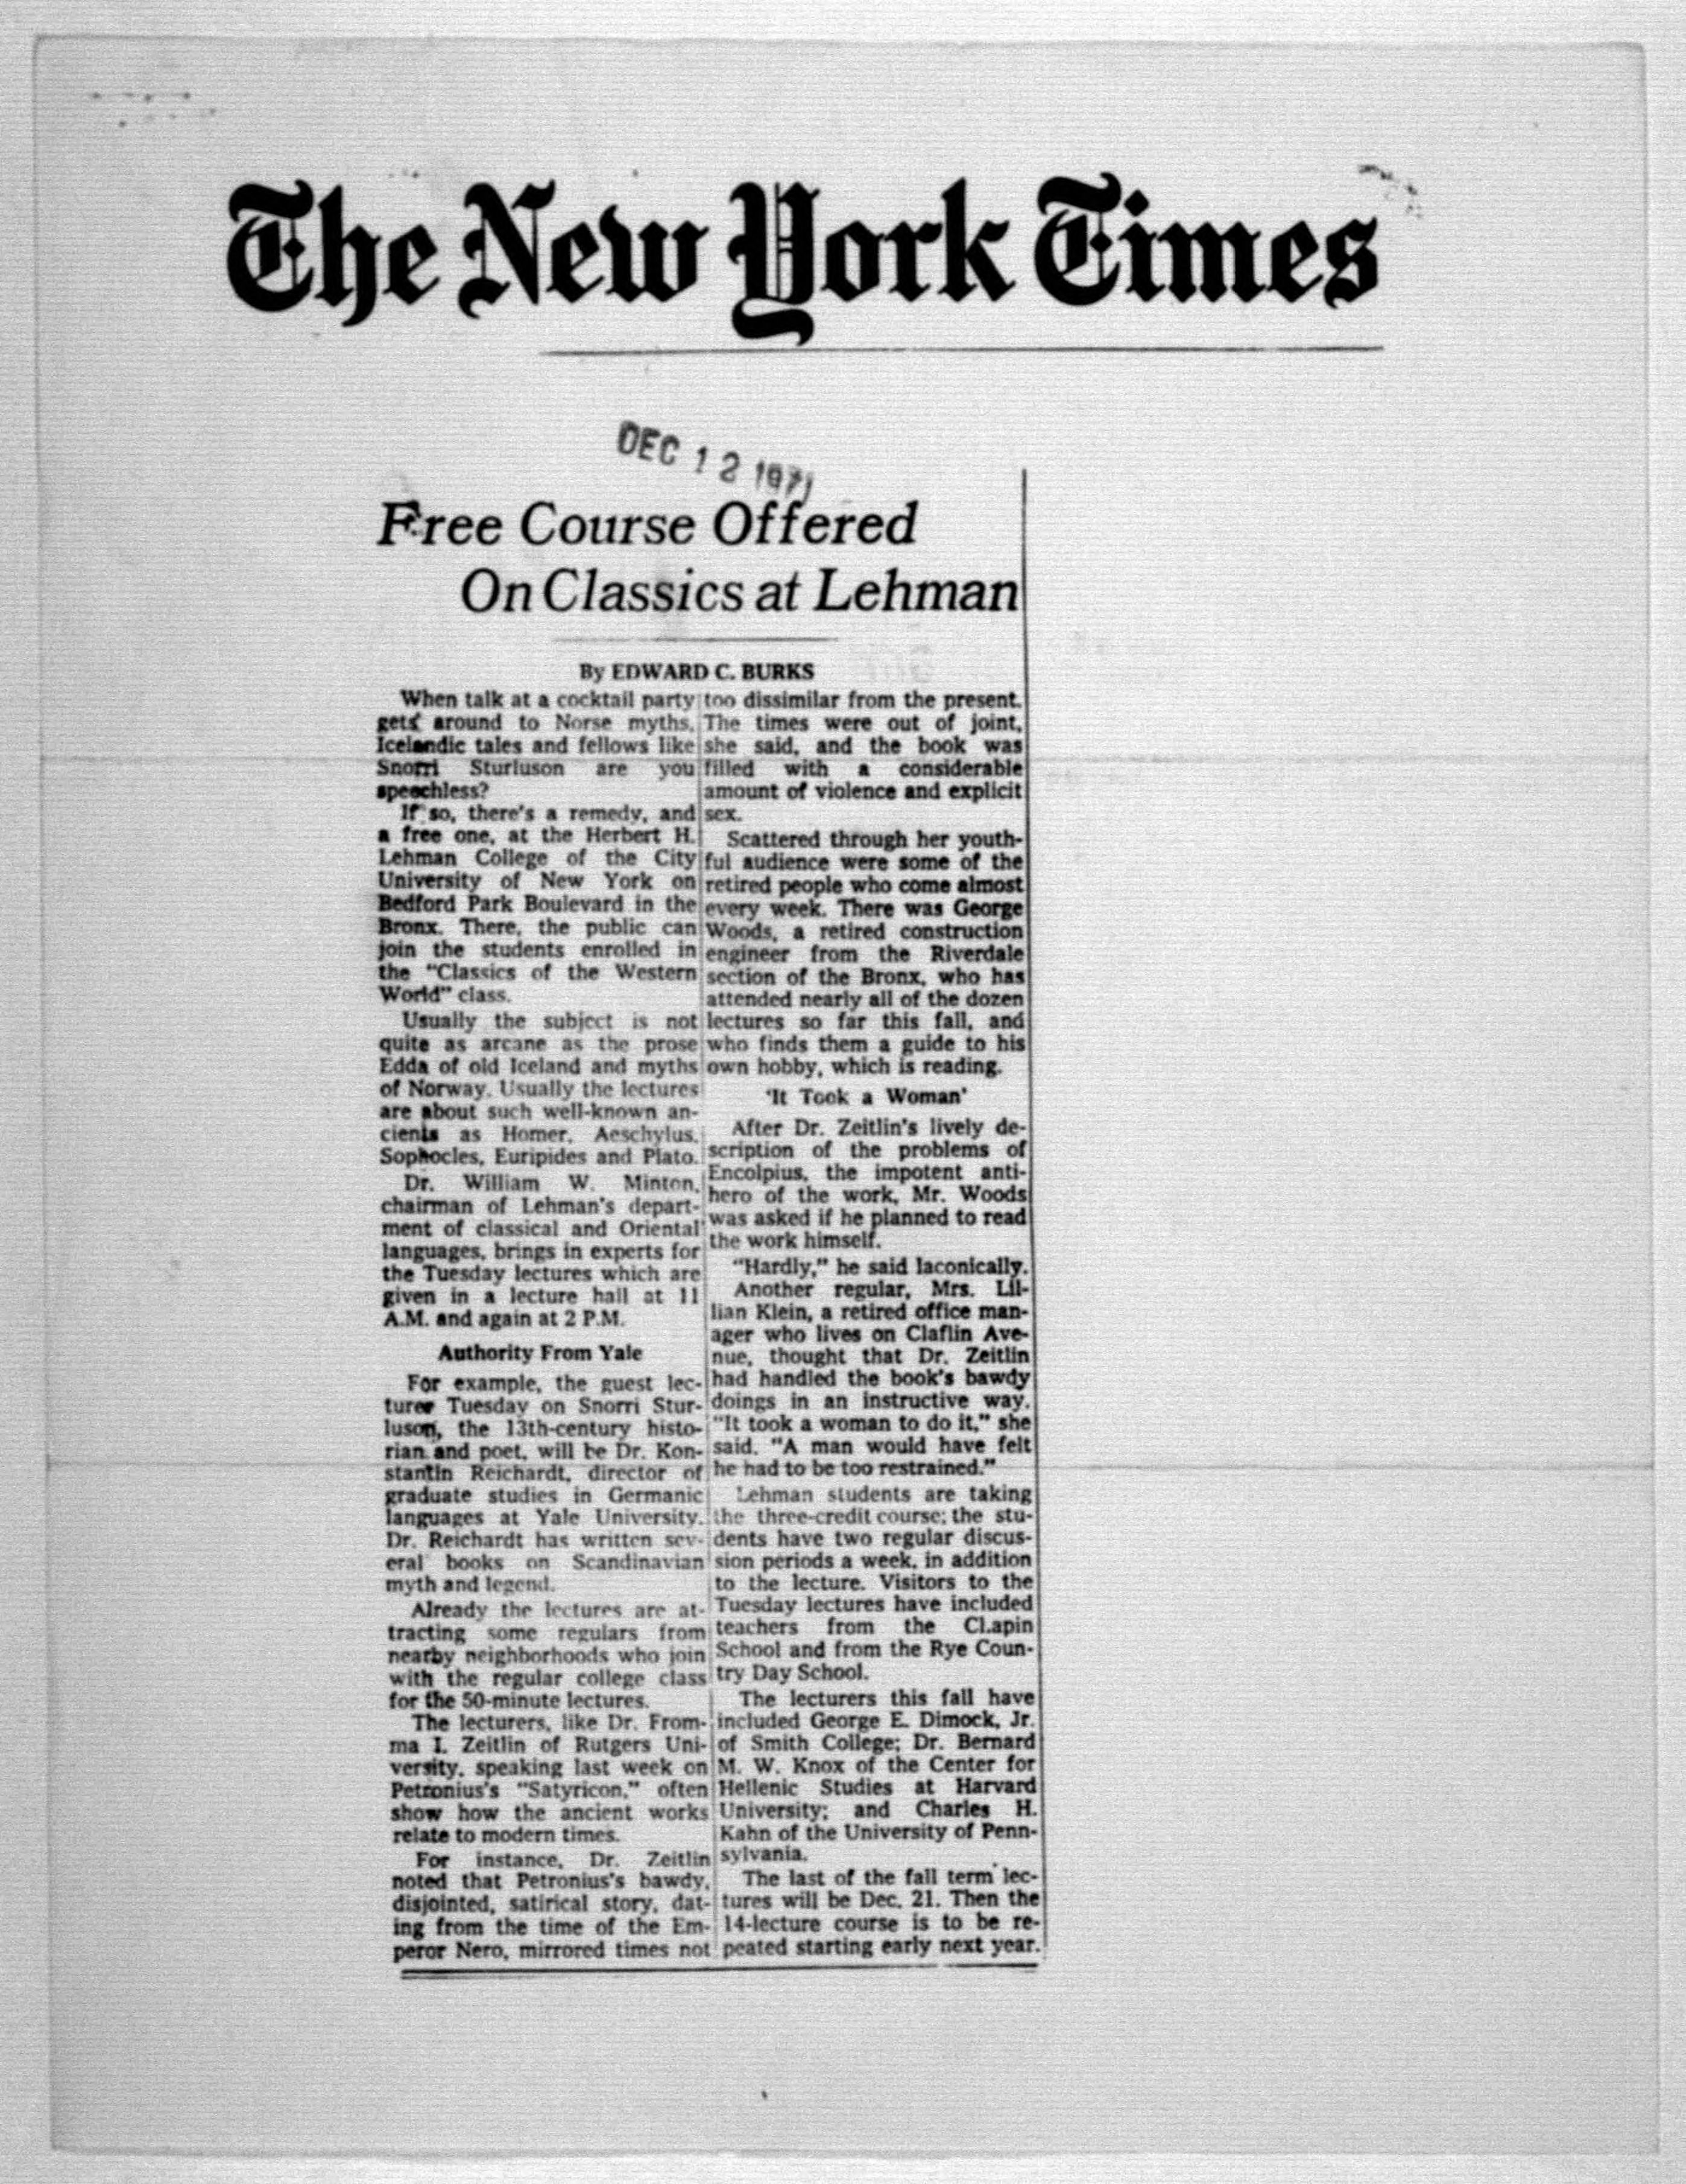 The New York Times
DEC 12 1971
Free Course Offered
On Classics at Lehman
By EDWARD C. BURKS
When talk at a cocktail party
gets around to Norse myths,
Icelandic tales and fellows like
Snorri Sturluson are you
speechless?
If so, there's a remedy, and
a free one, at the Herbert H.
Lehman College of the City
University of New York on
Bedford Park Boulevard in the
Bronx. There, the public can
join the students enrolled in
the "Classics of the Western
World" class.
Usually the subject is not
quite as arcane as the prose
Edda of old Iceland and myths
of Norway. Usually the lectures
are about such well-known an-
cients as Homer, Aeschylus,
Sophocles, Euripides and Plato.
Dr. William W. Minton,
chairman of Lehman's depart-
ment of classical and Oriental
languages, brings in experts for
the Tuesday lectures which are
given in a lecture hall at 11
A.M. and again at 2 P.M.
Authority From Yale
For example, the guest lec-
turer Tuesday on Snorri Stur-
luson, the 13th-century histo-
rian and poet, will be Dr. Kon-
stantin Reichardt, director of
graduate studies in Germanic
languages at Yale University.
Dr. Reichardt has written sev-
eral books on Scandinavian
myth and legend.
Already the lectures are at-
tracting some regulars from
nearby neighborhoods who join
with the regular college class
for the 50-minute lectures.
The lecturers, like Dr. From-
ma I. Zeitlin of Rutgers Uni-
versity, speaking last week on
Petronius's "Satyricon," often
show how the ancient works
relate to modern times.
For instance, Dr. Zeitlin
noted that Petronius's bawdy,
disjointed, satirical story, dat-
ing from the time of the Em-
peror Nero, mirrored times not
too dissimilar from the present.
The times were out of joint,
she said, and the book was
filled with a considerable
amount of violence and explicit
sex.
Scattered through her youth-
ful audience were some of the
retired people who come almost
every week. There was George
Woods, a retired construction
engineer from the Riverdale
section of the Bronx, who has
attended nearly all of the dozen
lectures so far this fall, and
who finds them a guide to his
own hobby, which is reading.
'It Took a Woman'
After Dr. Zeitlin's lively de-
scription of the problems of
Encolpius, the impotent anti-
hero of the work, Mr. Woods
was asked if he planned to read
the work himself.
"Hardly," he said laconically.
Another regular, Mrs. Lil-
lian Klein, a retired office man-
ager who lives on Claflin Ave-
nue, thought that Dr. Zeitlin
had handled the book's bawdy
doings in an instructive way.
"It took a woman to do it," she
said. "A man would have felt
he had to be too restrained."
Lehman students are taking
the three-credit course; the stu-
dents have two regular discus-
sion periods a week, in addition
to the lecture. Visitors to the
Tuesday lectures have included
teachers from the Clapin
School and from the Rye Coun-
try Day School.
The lecturers this fall have
included George E. Dimock, Jr.
of Smith College; Dr. Bernard
M. W. Knox of the Center for
Hellenic Studies at Harvard
University; and Charles H.
Kahn of the University of Penn-
sylvania.
The last of the fall term lec-
tures will be Dec. 21. Then the
14-lecture course is to be re-
peated starting early next year.